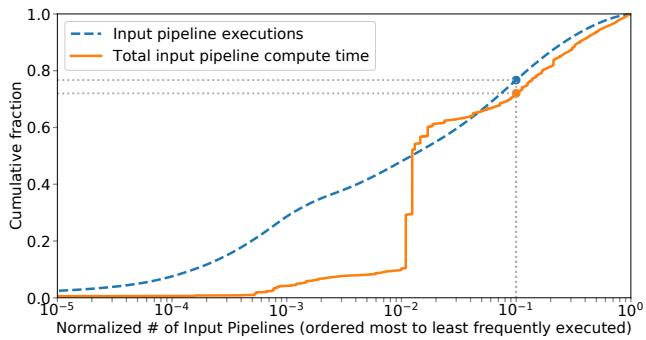 1.0
0.8
0.6
0.4
0.2
0.0
Cumulative fraction
Input pipeline executions
Total input pipeline compute time
10⁻⁵ 10⁻⁴ 10⁻³ 10⁻² 10⁻¹ 10⁰
Normalized # of Input Pipelines (ordered most to least frequently executed)